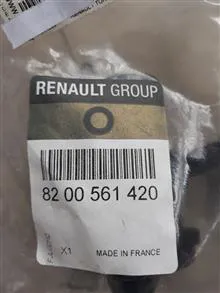 RENAULT GROUP
82 00 561 420
X1 MADE IN FRANCE